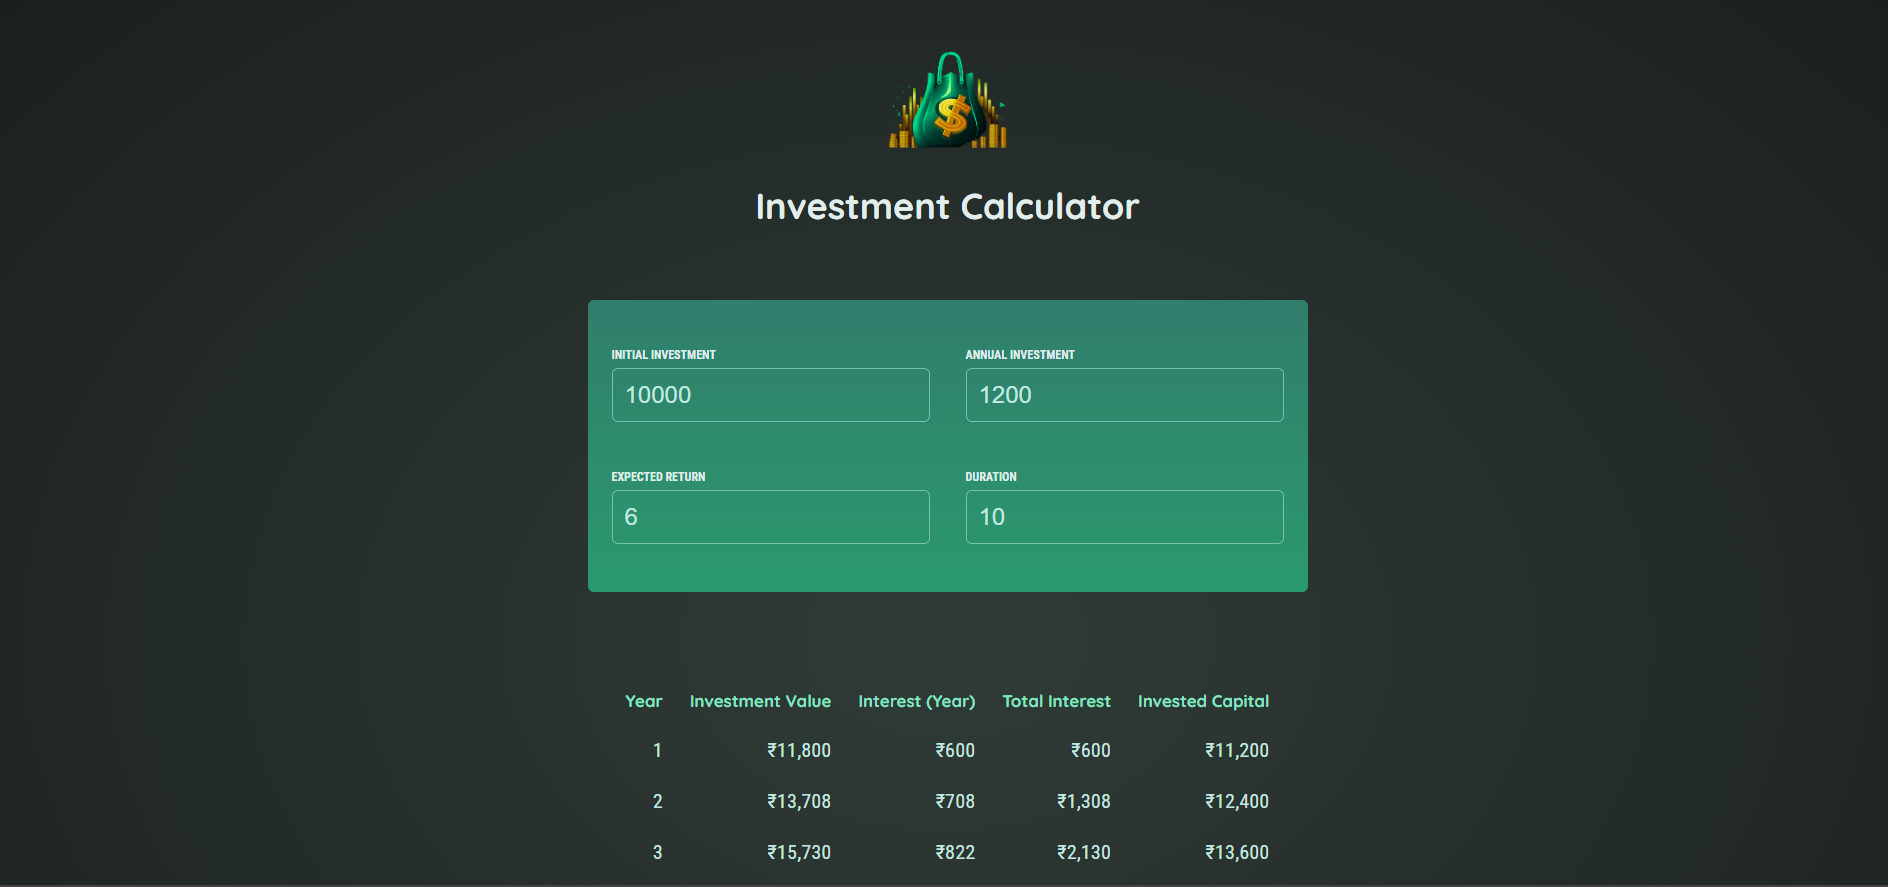 $
Investment Calculator
INITIAL INVESTMENT ANNUAL INVESTMENT
10000 1200
EXPECTED RETURN DURATION
6 10
Year Investment Value Interest (Year) Total Interest Invested Capital
1 ₹11,800 ₹600 ₹600 ₹11,200
2 ₹13,708 ₹708 ₹1,308 ₹12,400
3 ₹15,730 ₹822 ₹2,130 ₹13,600